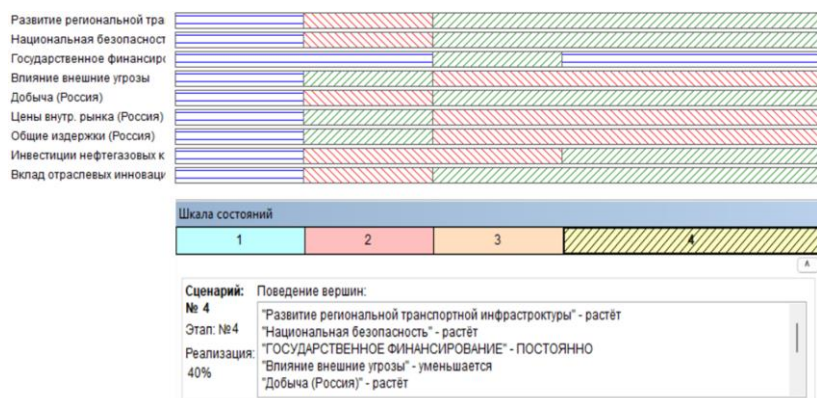 Развитие региональной тра
Национальная безопасност
Государственное финансиро
Влияние внешние угрозы
Добыча (Россия)
Цены внутр. рынка (Россия)
Общие издержки (Россия)
Инвестиции нефтегазовых к
Вклад отраслевых инноваци
Шкала состояний
1 2 3 4
Сценарий: Поведение вершин:
№ 4
Этап: №4
Реализация:
40%
"Развитие региональной транспортной инфрастроктуры" - растёт
"Национальная безопасность" - растёт
"ГОСУДАРСТВЕННОЕ ФИНАНСИРОВАНИЕ" - ПОСТОЯННО
"Влияние внешние угрозы" - уменьшается
"Добыча (Россия)" - растёт